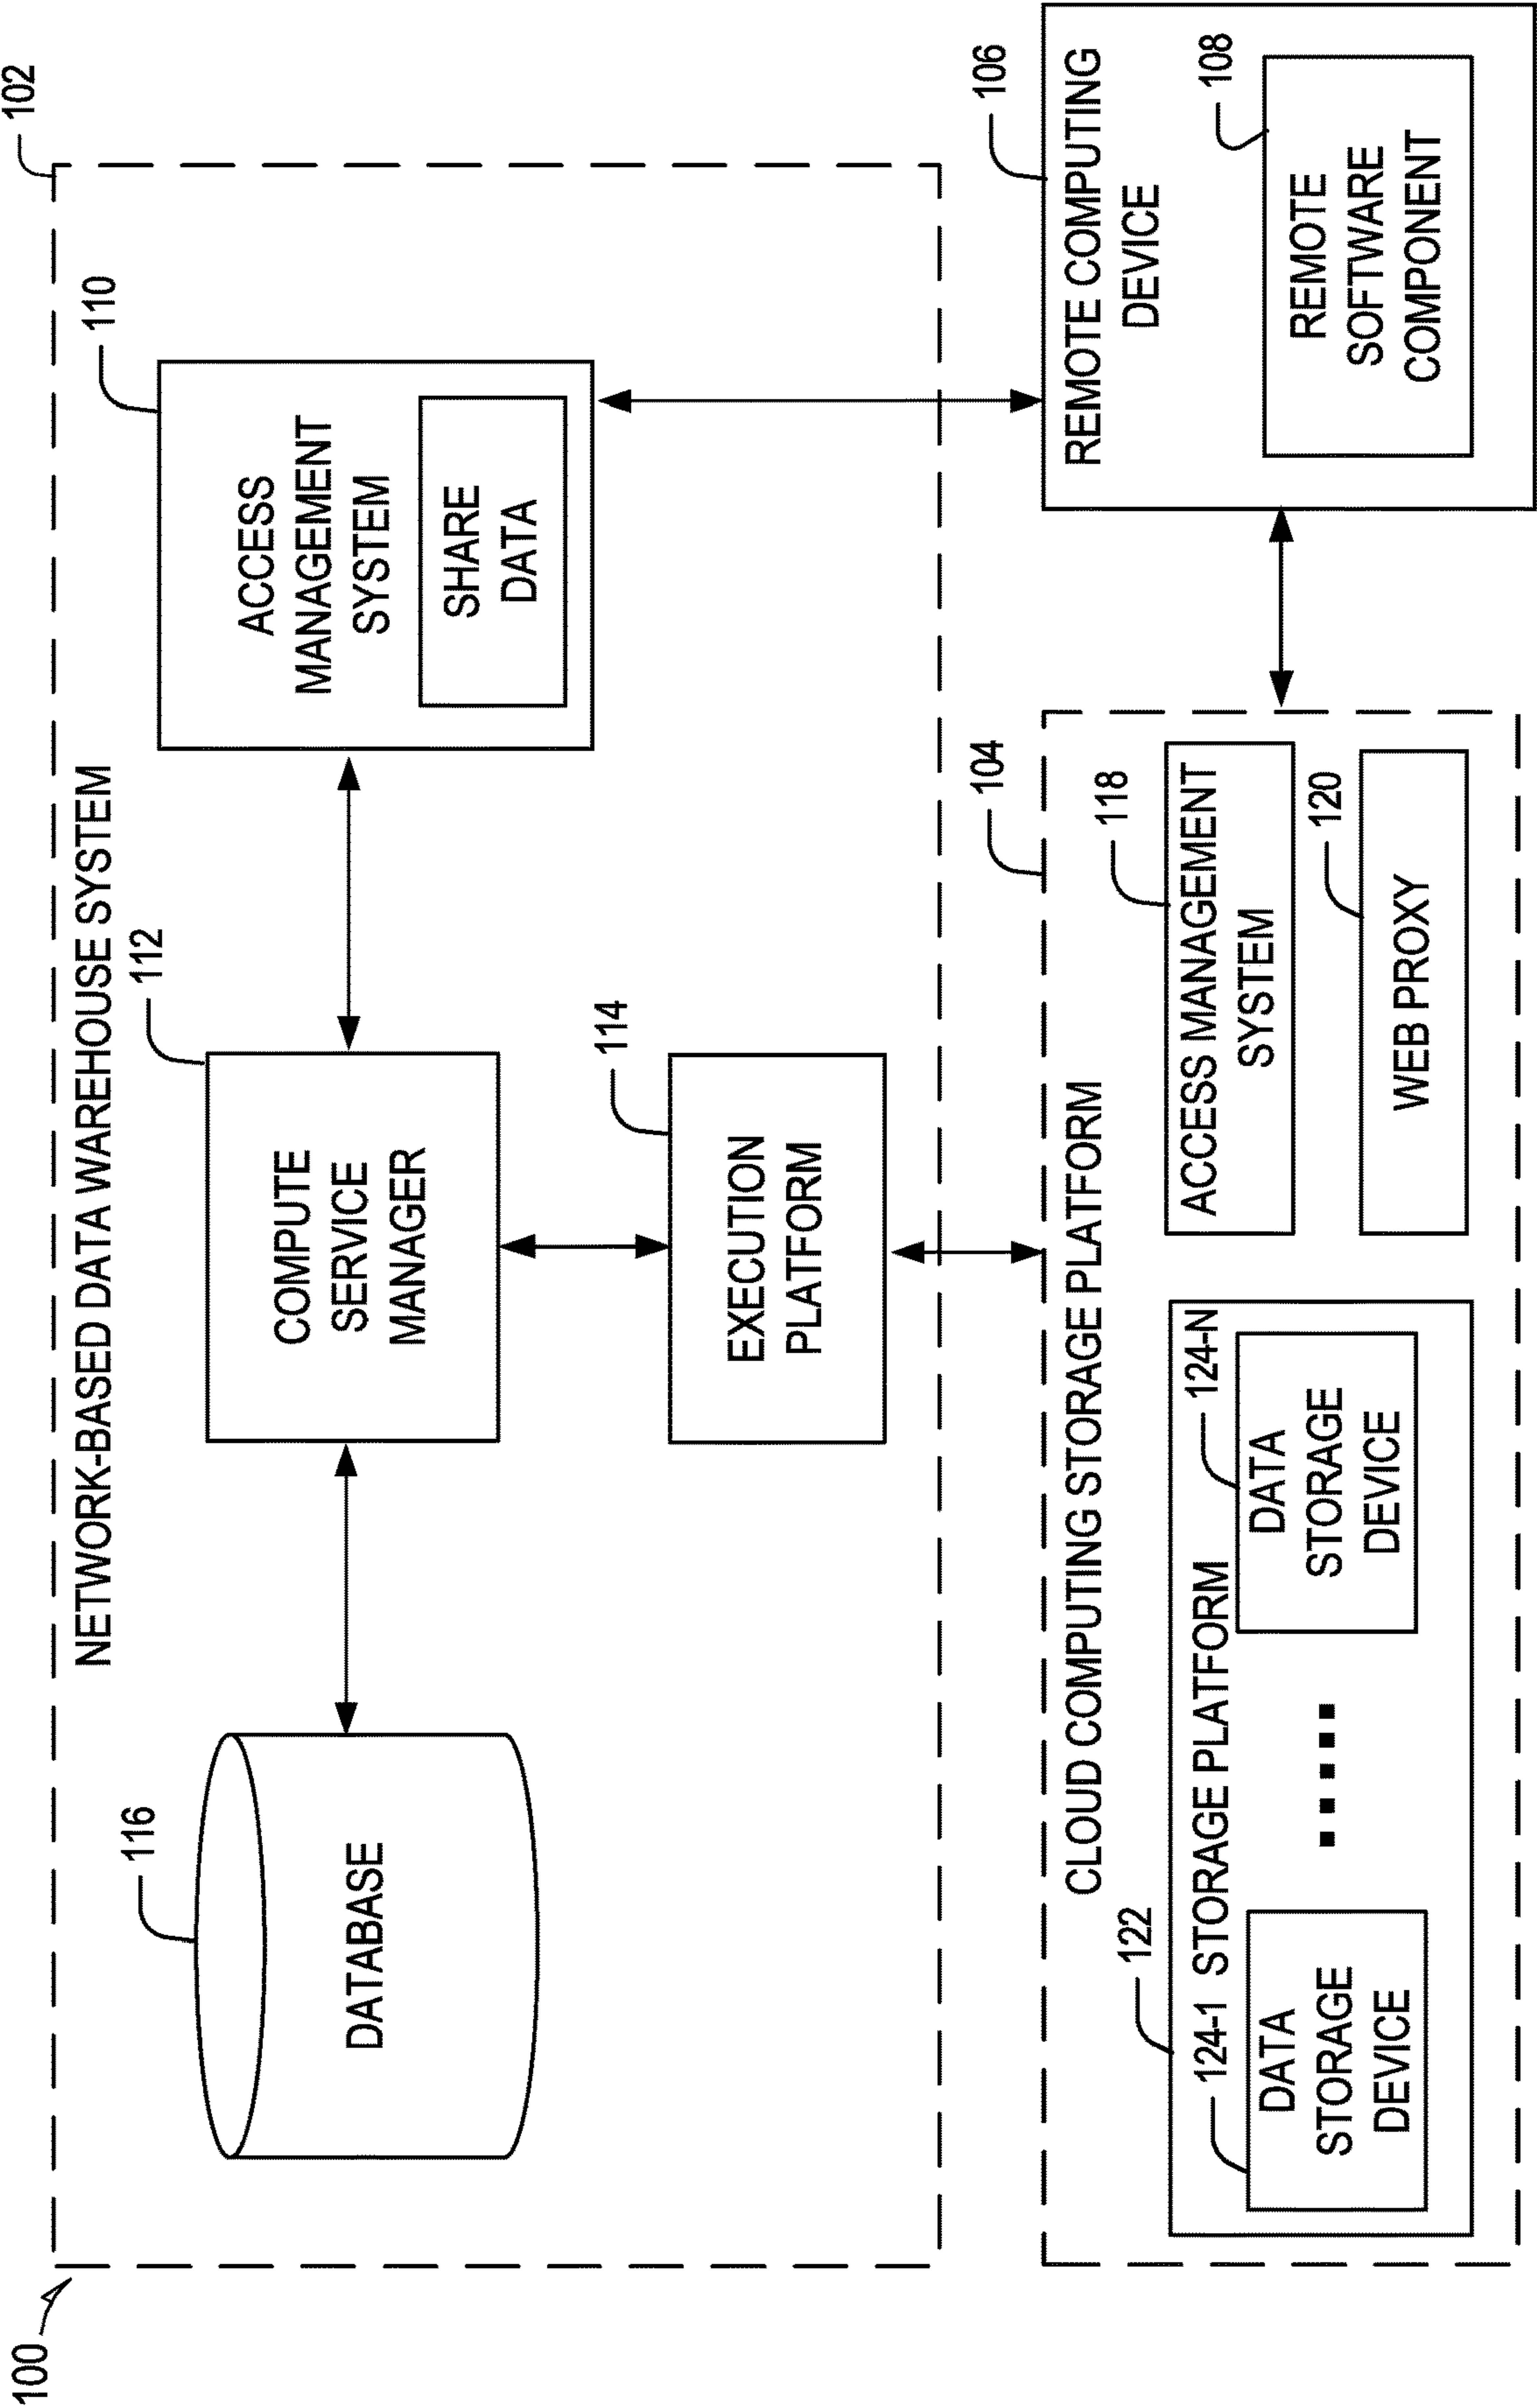 100
102
NETWORK-BASED DATA WAREHOUSE SYSTEM
116
DATABASE
112
COMPUTE
SERVICE
MANAGER
110
ACCESS
MANAGEMENT
SYSTEM
SHARE
DATA
114
EXECUTION
PLATFORM
104
CLOUD COMPUTING STORAGE PLATFORM
122
124-1
STORAGE PLATFORM
124-N
DATA
STORAGE
DEVICE
DATA
STORAGE
DEVICE
118
ACCESS MANAGEMENT
SYSTEM
120
WEB PROXY
106
REMOTE COMPUTING
DEVICE
108
REMOTE
SOFTWARE
COMPONENT